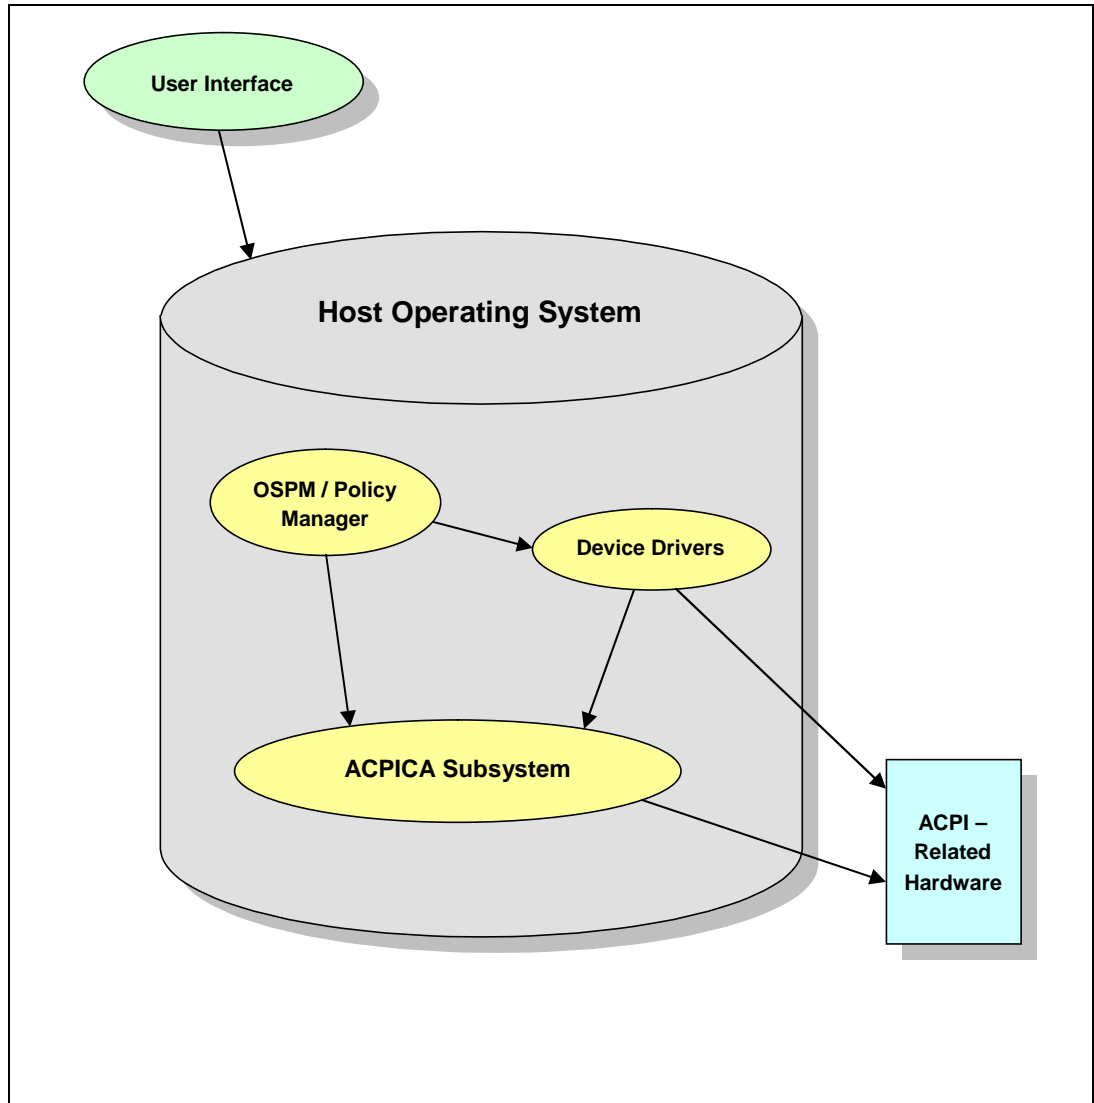 User Interface
Host Operating System
OSPM / Policy
Manager
Device Drivers
ACPICA Subsystem
ACPI –
Related
Hardware